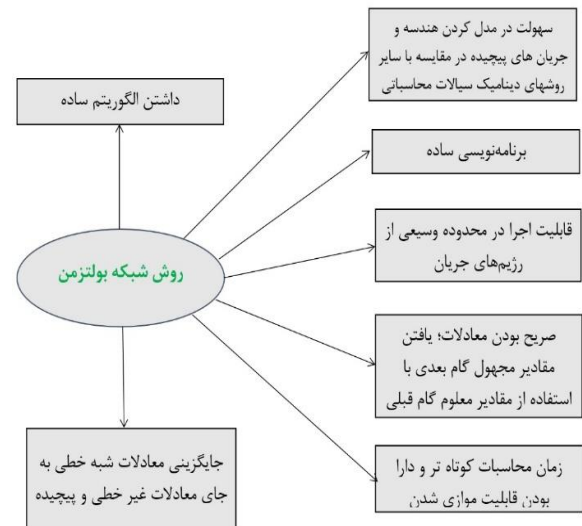 سهولت در مدل کردن هندسه و
جریان های پیچیده در مقایسه با سایر
روشهای دینامیک سیالات محاسباتی
داشتن الگوریتم ساده
برنامه‌نویسی ساده
قابلیت اجرا در محدوده وسیعی از
رژیم‌های جریان
روش شبکه بولتزمن
صریح بودن معادلات؛ یافتن
مقادیر مجهول گام بعدی با
استفاده از مقادیر معلوم گام قبلی
جایگزینی معادلات شبه خطی به
جای معادلات غیر خطی و پیچیده
زمان محاسبات کوتاه تر و دارا
بودن قابلیت موازی شدن